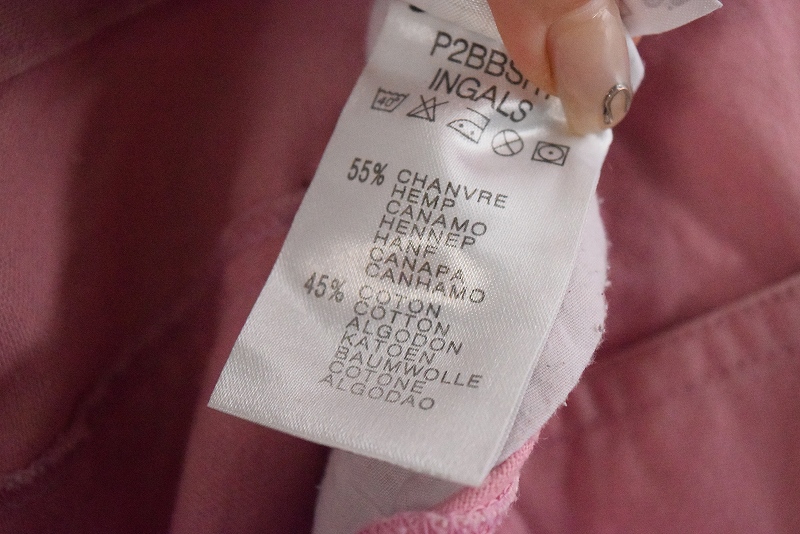 INGALS
40°
55% CHANVRE
HEMP
CANAMO
HENNEP
HANF
CANAPA
CANHAMO
45% COTON
COTTON
ALGODON
KATOEN
BAUMWOLLE
COTONE
ALGODAO